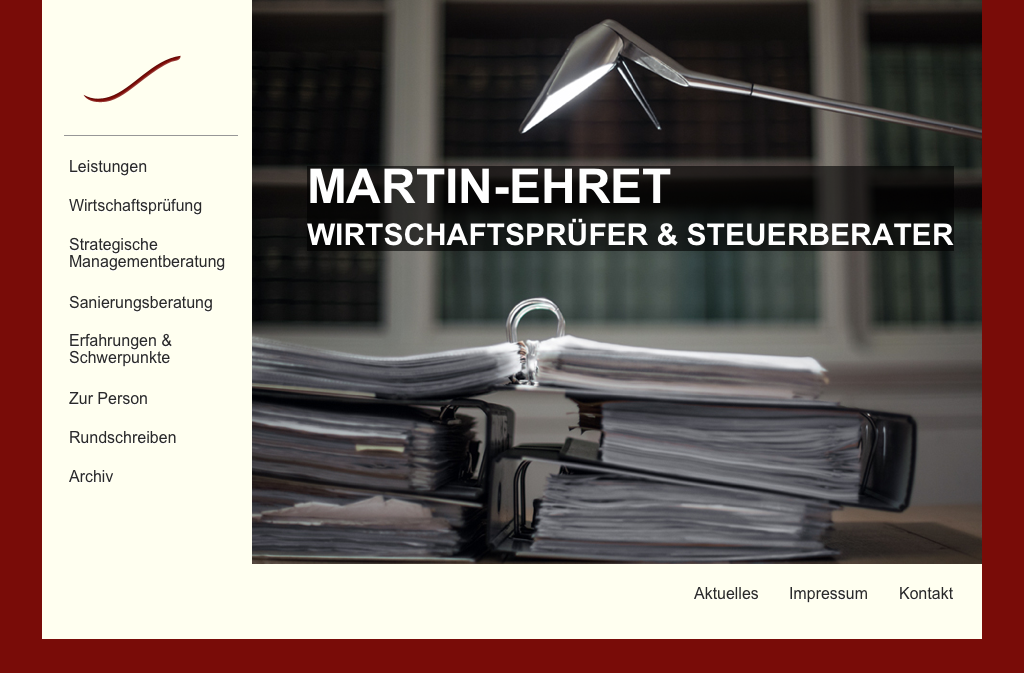 Leistungen
Wirtschaftsprüfung
Strategische
Managementberatung
Sanierungsberatung
Erfahrungen &
Schwerpunkte
Zur Person
Rundschreiben
Archiv
MARTIN-EHRET
WIRTSCHAFTSPRÜFER & STEUERBERATER
Aktuelles Impressum Kontakt